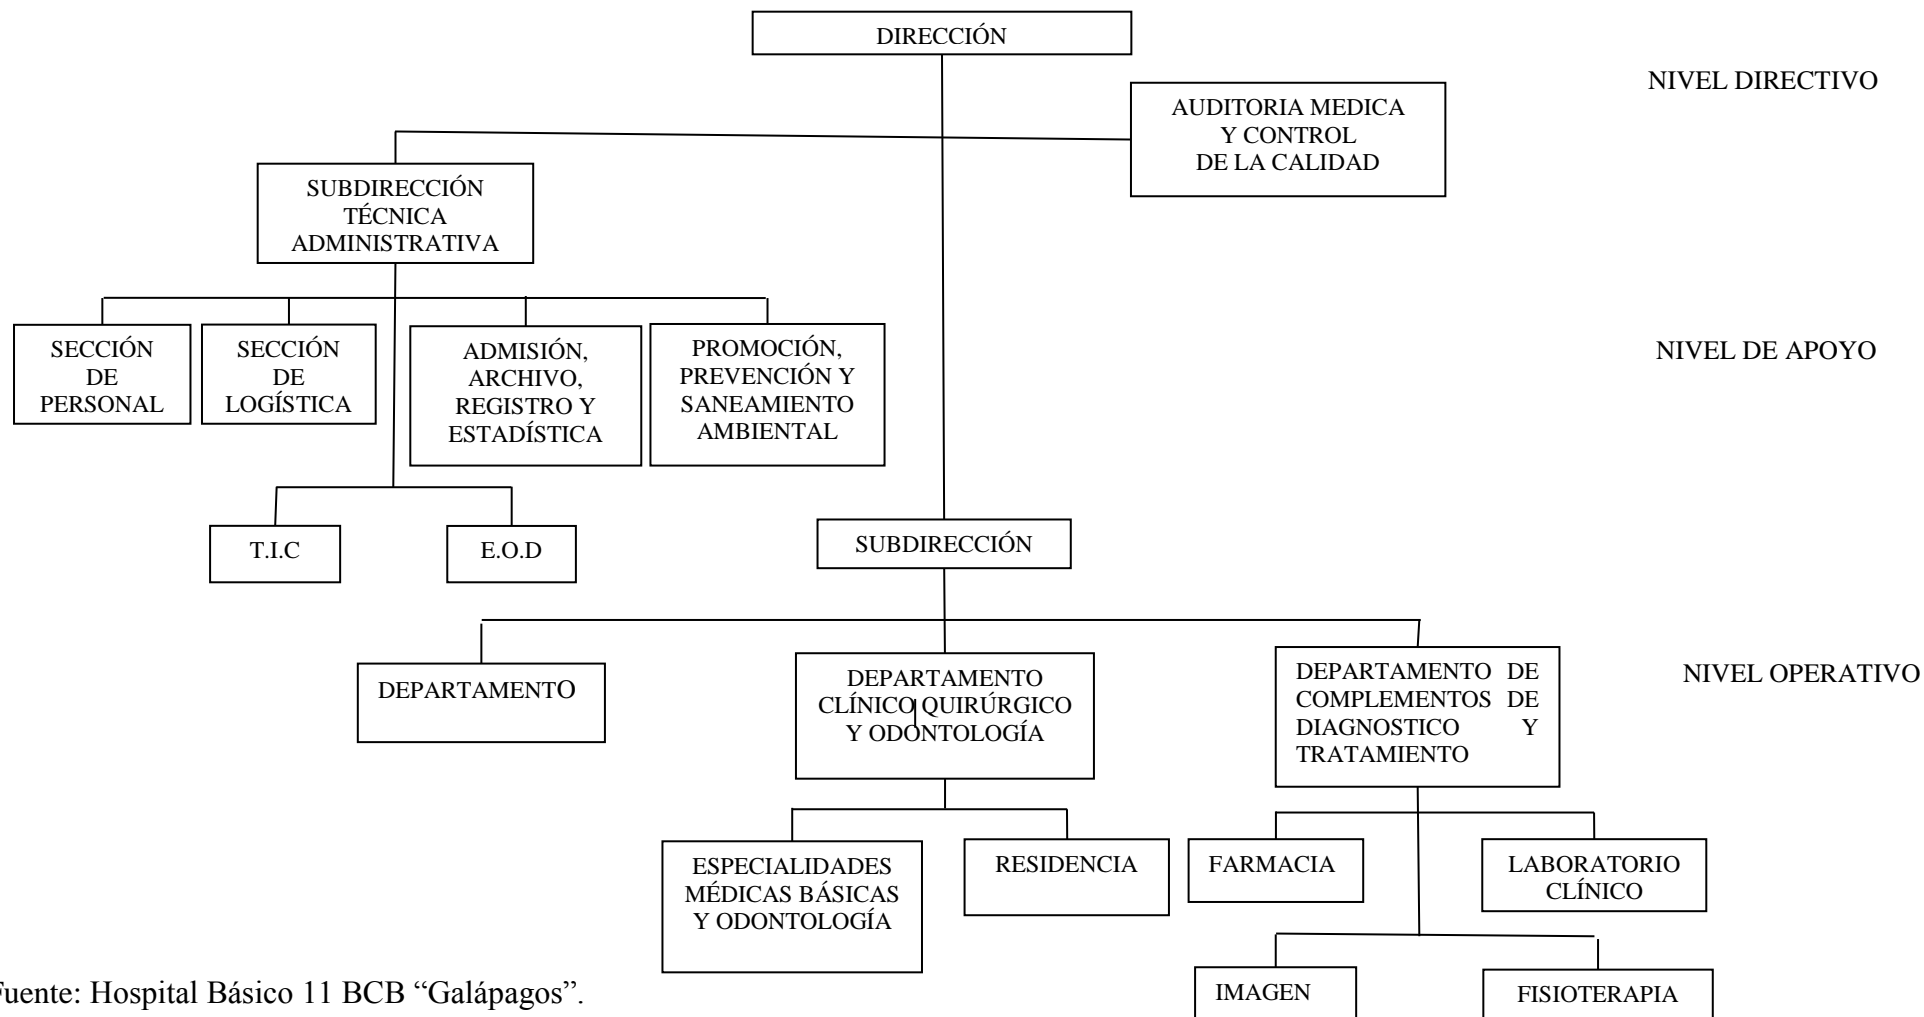 DIRECCIÓN
NIVEL DIRECTIVO
AUDITORIA MEDICA
Y CONTROL
DE LA CALIDAD
SUBDIRECCIÓN
TÉCNICA
ADMINISTRATIVA
SECCIÓN
DE
PERSONAL
SECCIÓN
DE
LOGÍSTICA
ADMISIÓN,
ARCHIVO,
REGISTRO Y
ESTADÍSTICA
PROMOCIÓN,
PREVENCIÓN Y
SANEAMIENTO
AMBIENTAL
NIVEL DE APOYO
T.I.C
E.O.D
SUBDIRECCIÓN
DEPARTAMENTO
DEPARTAMENTO
CLÍNICO QUIRÚRGICO
Y ODONTOLOGÍA
DEPARTAMENTO DE
COMPLEMENTOS DE
DIAGNOSTICO Y
TRATAMIENTO
NIVEL OPERATIVO
ESPECIALIDADES
MÉDICAS BÁSICAS
Y ODONTOLOGÍA
RESIDENCIA
FARMACIA
LABORATORIO
CLÍNICO
IMAGEN
FISIOTERAPIA
Fuente: Hospital Básico 11 BCB “Galápagos”.